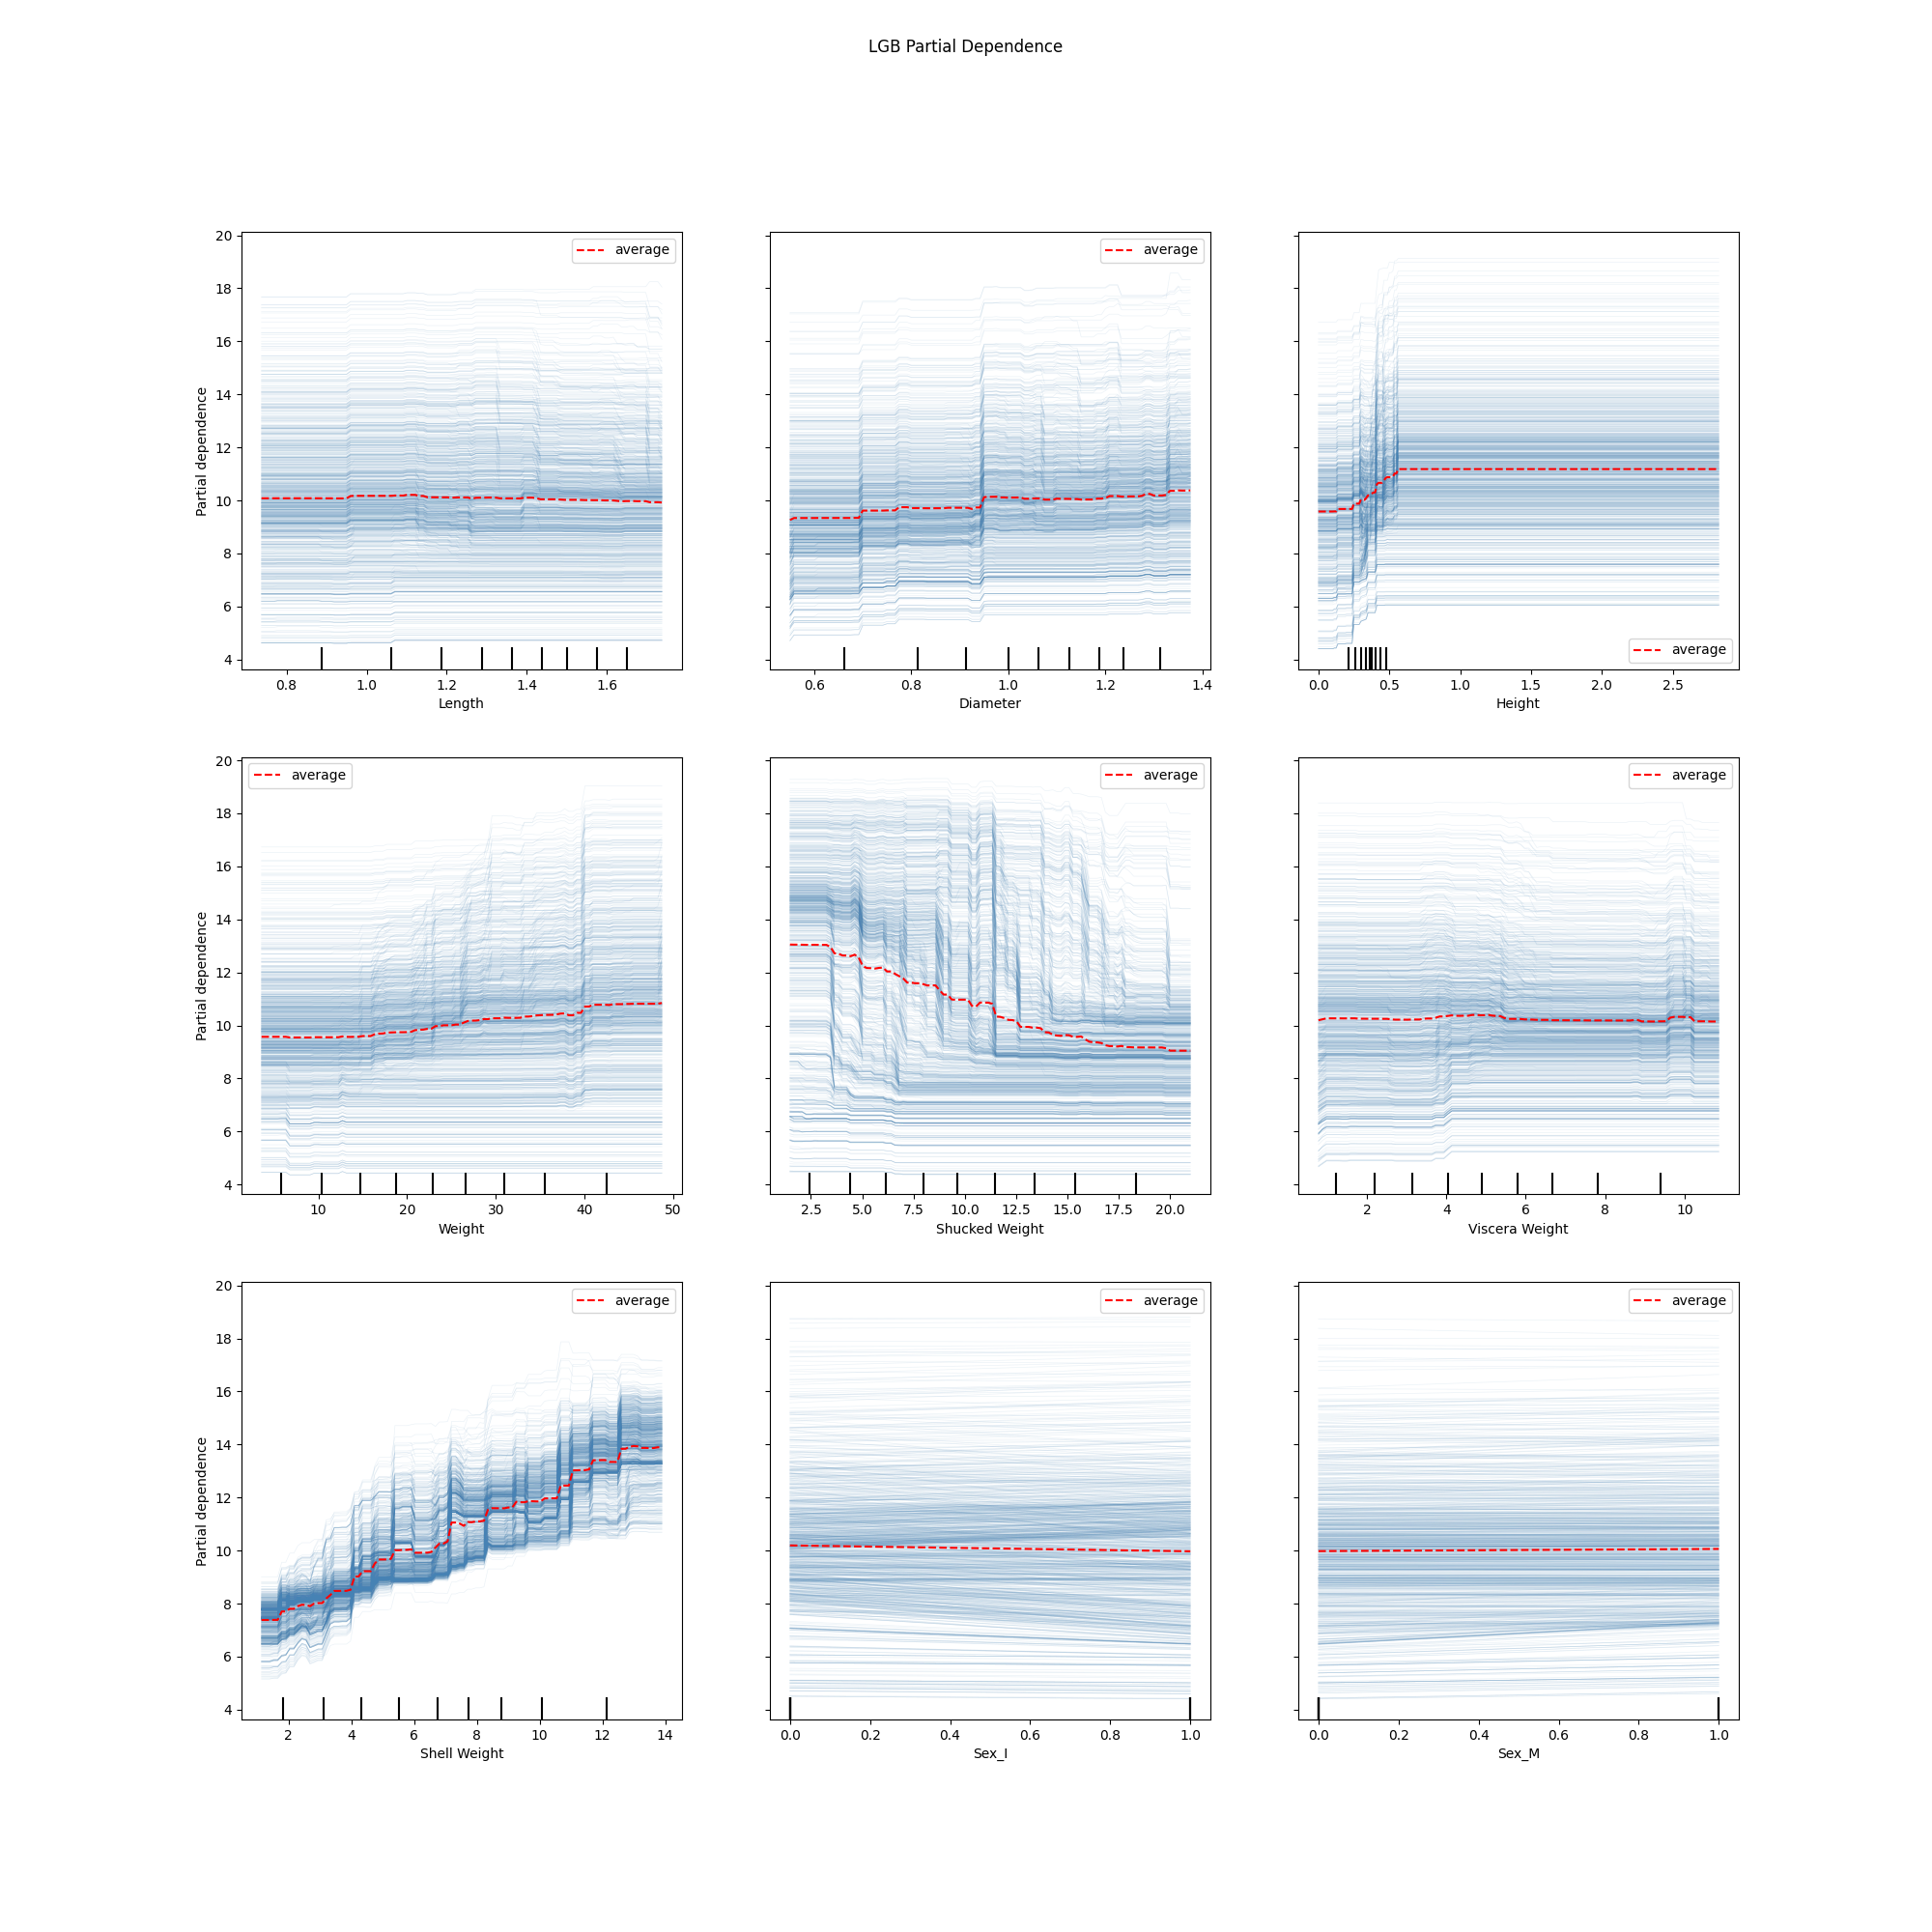 LGB Partial Dependence
20
18
16
14
12
10
8
6
4
Partial dependence
average
0.8 1.0 1.2 1.4 1.6
Length
average
0.6 0.8 1.0 1.2 1.4
Diameter
average
0.0 0.5 1.0 1.5 2.0 2.5
Height
20
18
16
14
12
10
8
6
4
Partial dependence
average
10 20 30 40 50
Weight
average
2.5 5.0 7.5 10.0 12.5 15.0 17.5 20.0
Shucked Weight
average
2 4 6 8 10
Viscera Weight
20
18
16
14
12
10
8
6
4
Partial dependence
average
2 4 6 8 10 12 14
Shell Weight
average
0.0 0.2 0.4 0.6 0.8 1.0
Sex_I
average
0.0 0.2 0.4 0.6 0.8 1.0
Sex_M